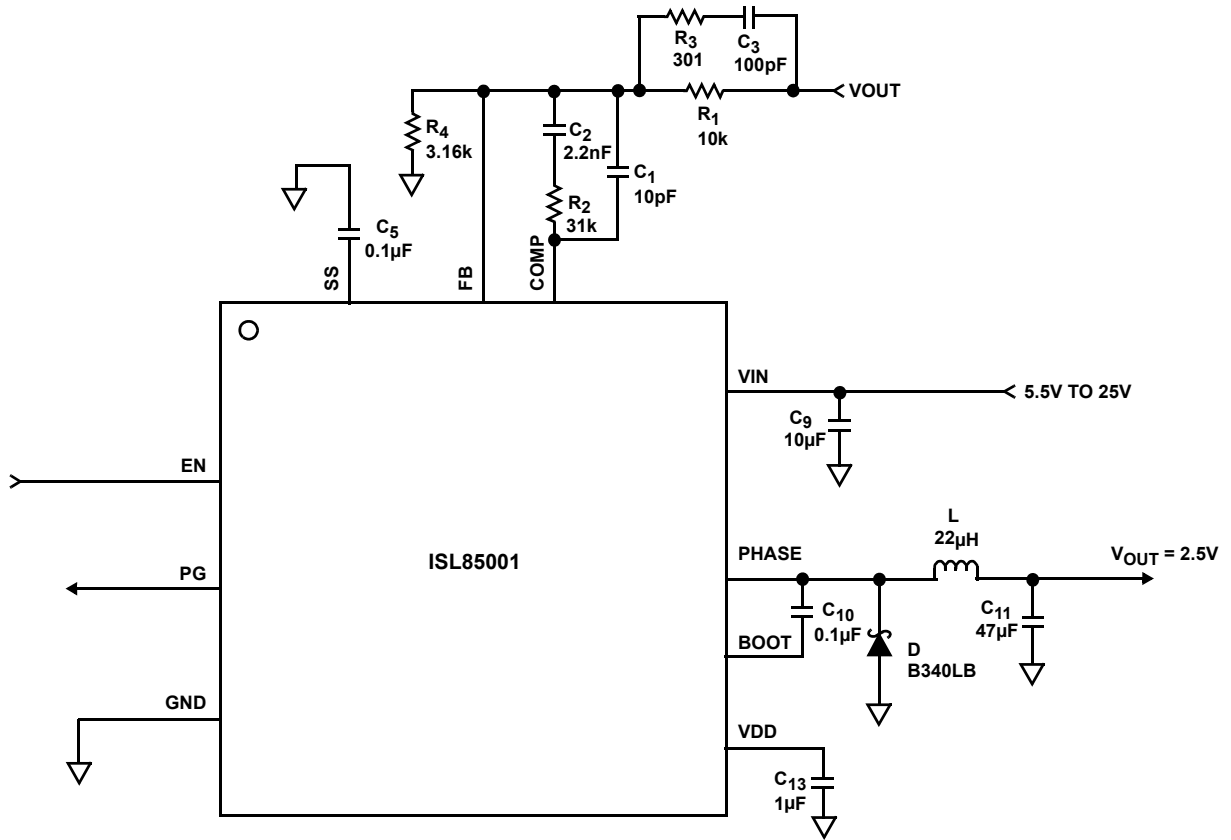 R3
301
C3
100pF
VOUT
R1
10k
R4
3.16k
C2
2.2nF
C1
10pF
R2
31k
C5
0.1µF
SS
FB
COMP
VIN
5.5V TO 25V
C9
10µF
EN
PG
GND
ISL85001
PHASE
L
22µH
VOUT = 2.5V
C10
0.1µF
C11
47µF
BOOT
D
B340LB
VDD
C13
1µF